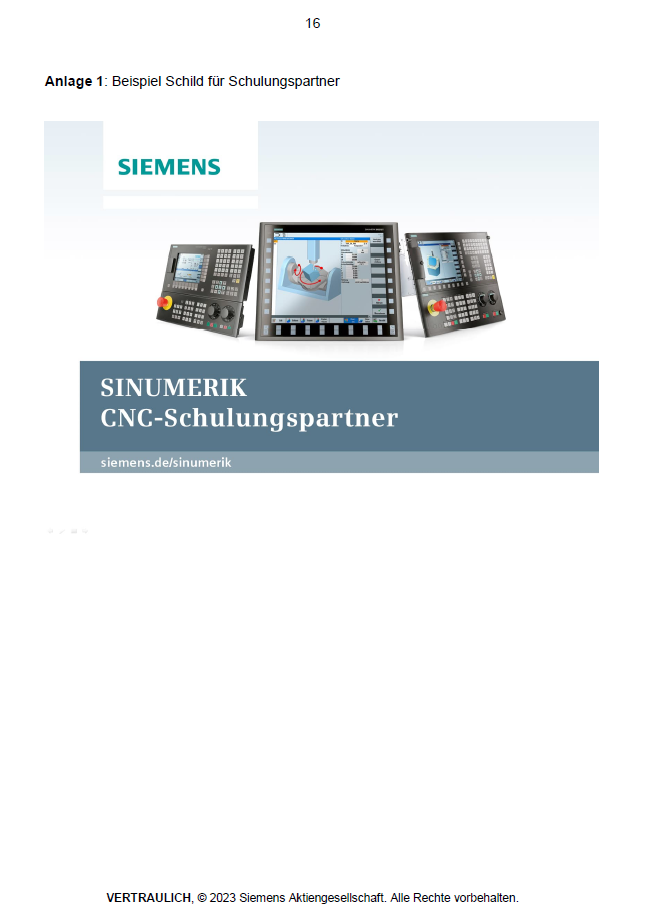 16
Anlage 1: Beispiel Schild für Schulungspartner
SIEMENS
SINUMERIK
CNC-Schulungspartner
siemens.de/sinumerik
VERTRAULICH, © 2023 Siemens Aktiengesellschaft. Alle Rechte vorbehalten.